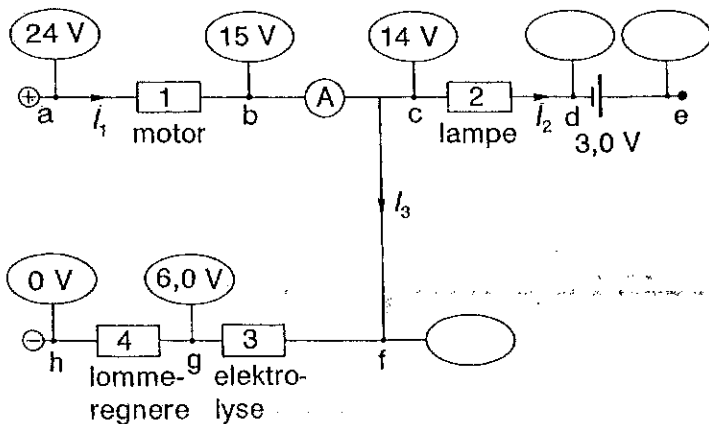 24 V 15 V 14 V
+ a I₁ 1 b A c 2 I₂ d e
motor lampe 3,0 V
I₃
0 V 6,0 V
− h 4 g 3 f
lomme- elektro-
regnere lyse